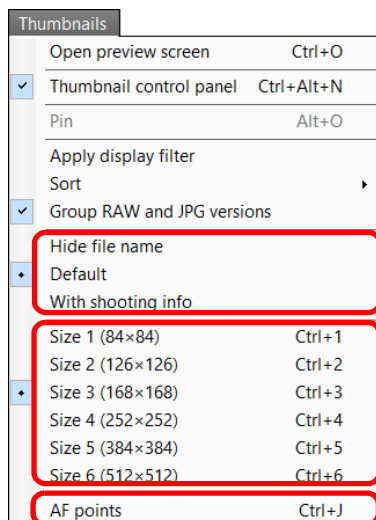 Thumbnails
Open preview screen Ctrl+O
Thumbnail control panel Ctrl+Alt+N
Pin Alt+O
Apply display filter
Sort
Group RAW and JPG versions
Hide file name
Default
With shooting info
Size 1 (84×84) Ctrl+1
Size 2 (126×126) Ctrl+2
Size 3 (168×168) Ctrl+3
Size 4 (252×252) Ctrl+4
Size 5 (384×384) Ctrl+5
Size 6 (512×512) Ctrl+6
AF points Ctrl+J